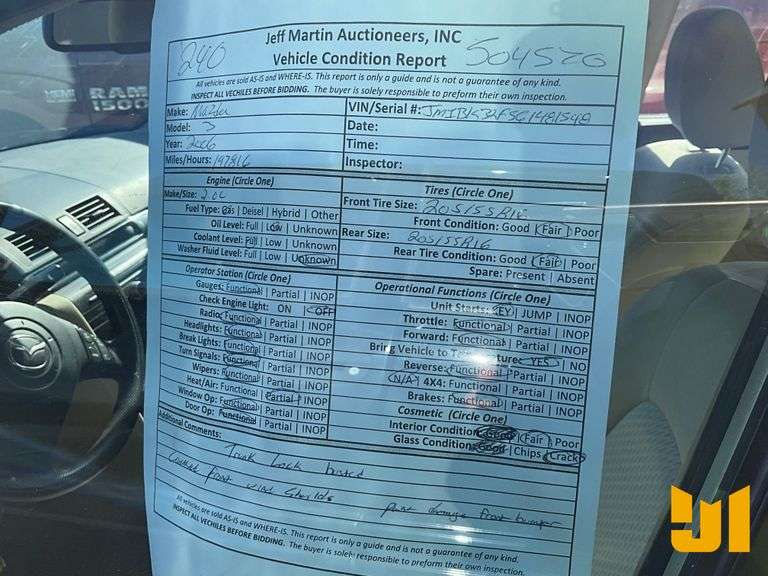 HEMI RAM 1500
Jeff Martin Auctioneers, INC
240 Vehicle Condition Report 504520
All vehicles are sold AS-IS and WHERE-IS. This report is only a guide and is not a guarantee of any kind.
INSPECT ALL VECHILES BEFORE BIDDING. The buyer is solely responsible to preform their own inspection.
Make: Mazda
Model: 3
Year: 2006
Miles/Hours: 147816
VIN/Serial #:
Date:
Time:
Inspector:
Engine (Circle One)
Make/Size: 2.0L
Fuel Type: Gas | Deisel | Hybrid | Other
Oil Level: Full | Low | Unknown
Coolant Level: Full | Low | Unknown
Washer Fluid Level: Full | Low | Unknown
Tires (Circle One)
Front Tire Size: 205/55R16
Front Condition: Good | Fair | Poor
Rear Size: 205/55R16
Rear Tire Condition: Good | Fair | Poor
Spare: Present | Absent
Operator Station (Circle One)
Gauges: Functional | Partial | INOP
Check Engine Light: ON | OFF
Radio: Functional | Partial | INOP
Headlights: Functional | Partial | INOP
Break Lights: Functional | Partial | INOP
Turn Signals: Functional | Partial | INOP
Wipers: Functional | Partial | INOP
Heat/Air: Functional | Partial | INOP
Window Op: Functional | Partial | INOP
Door Op: Functional | Partial | INOP
Operational Functions (Circle One)
Unit Starts: KEY | JUMP | INOP
Throttle: Functional | Partial | INOP
Forward: Functional | Partial | INOP
Bring Vehicle to Temperature: YES | NO
Reverse: Functional | Partial | INOP
(N/A) 4X4: Functional | Partial | INOP
Brakes: Functional | Partial | INOP
Cosmetic (Circle One)
Interior Condition: Good | Fair | Poor
Glass Condition: Good | Chips | Crack
Additional Comments:
Trunk Lock busted
Cracked front wind shields paint damage front bumper
All vehicles are sold AS-IS and WHERE-IS. This report is only a guide and is not a guarantee of any kind.
INSPECT ALL VECHILES BEFORE BIDDING. The buyer is solely responsible to preform their own inspection.